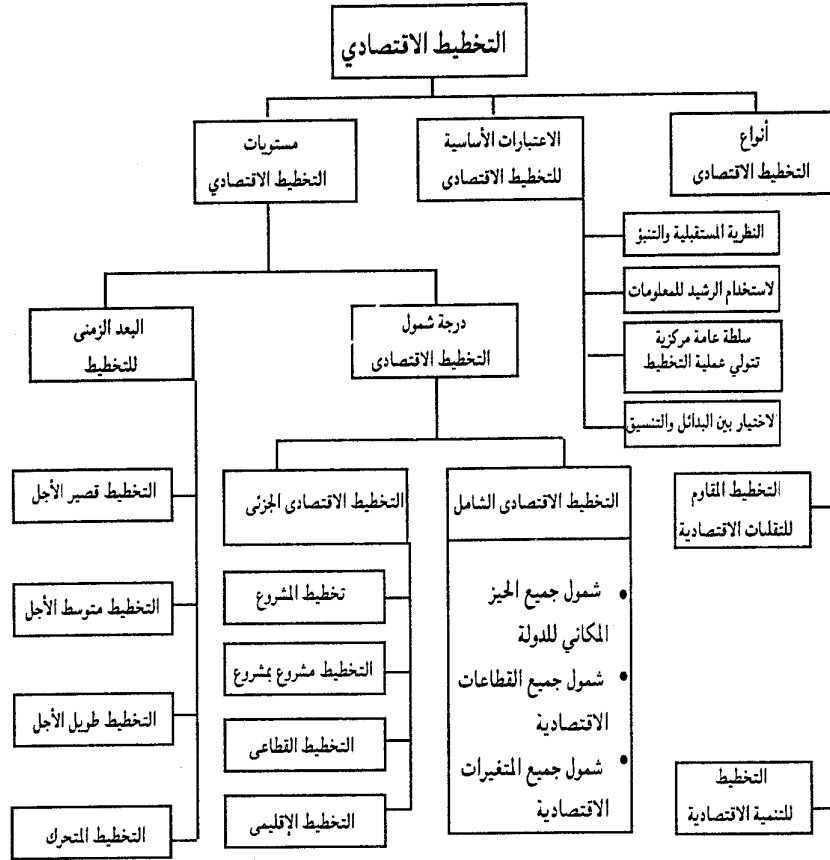 التخطيط الاقتصادي
أنواع
التخطيط الاقتصادى
الاعتبارات الأساسية
للتخطيط الاقتصادى
مستويات
التخطيط الاقتصادي
النظرية المستقبلية والتنبؤ
لاستخدام الرشيد للمعلومات
سلطة عامة مركزية
تتولي عملية التخطيط
لاختيار بين البدائل والتنسيق
درجة شمول
التخطيط الاقتصادى
البعد الزمنى
للتخطيط
التخطيط المقاوم
للتقلبات الاقتصادية
التخطيط
للتنمية الاقتصادية
التخطيط الاقتصادى الشامل
• شمول جميع الحيز
المكاني للدولة
• شمول جميع القطاعات
الاقتصادية
• شمول جميع المتغيرات
الاقتصادية
التخطيط الاقتصادى الجزئى
تخطيط المشروع
التخطيط مشروع بمشروع
التخطيط القطاعى
التخطيط الإقليمى
التخطيط قصير الأجل
التخطيط متوسط الأجل
التخطيط طويل الأجل
التخطيط المتحرك